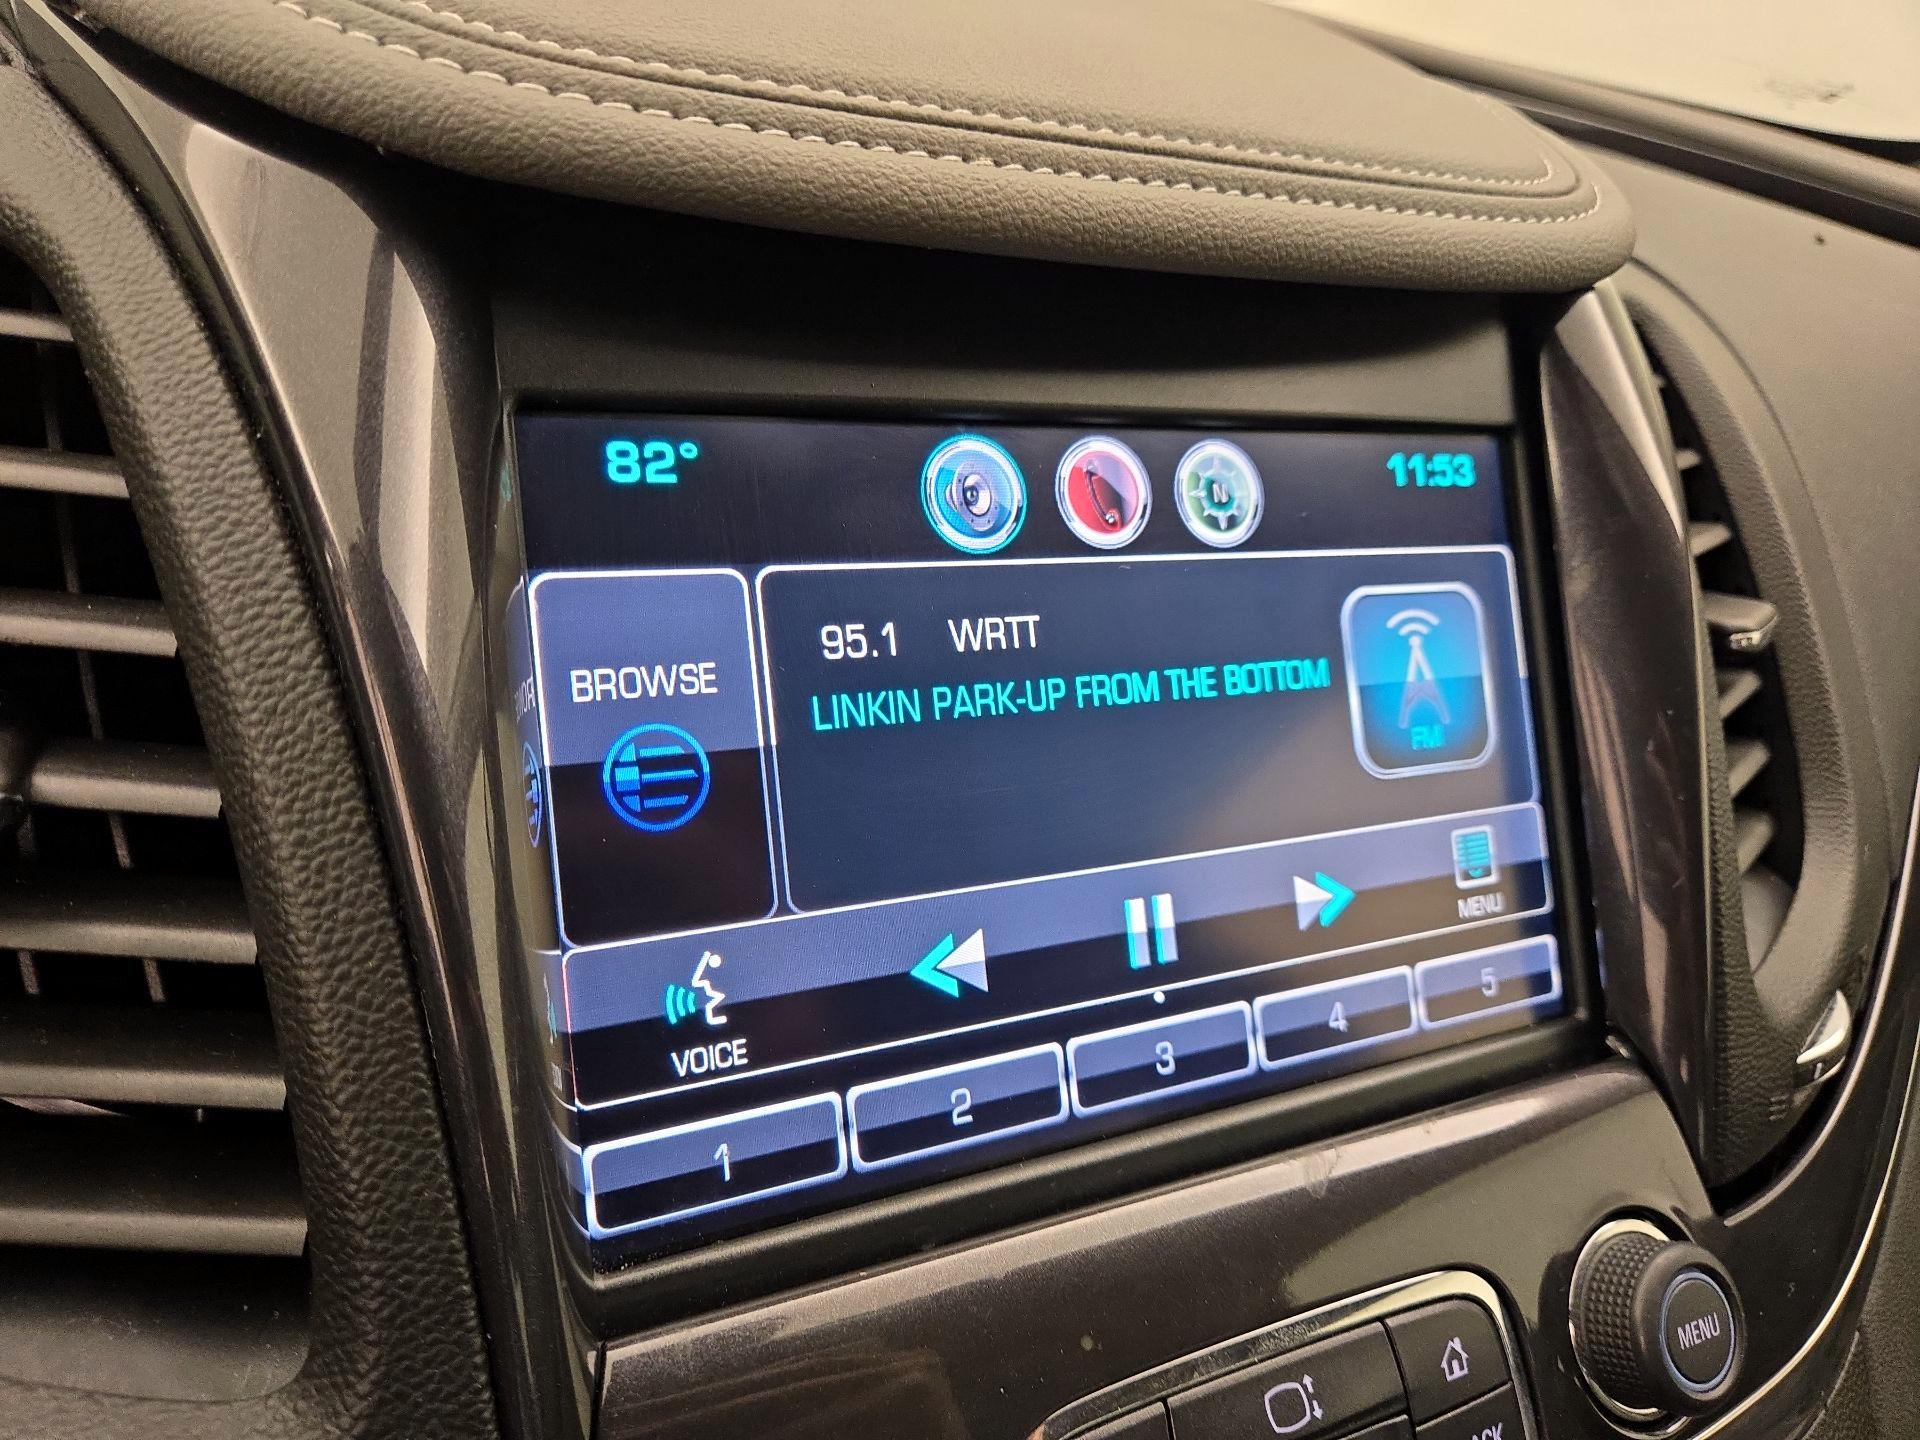 82° 11:53
N
BROWSE
95.1 WRTT
LINKIN PARK-UP FROM THE BOTTOM
FM
VOICE
MENU
1 2 3 4 5
MENU